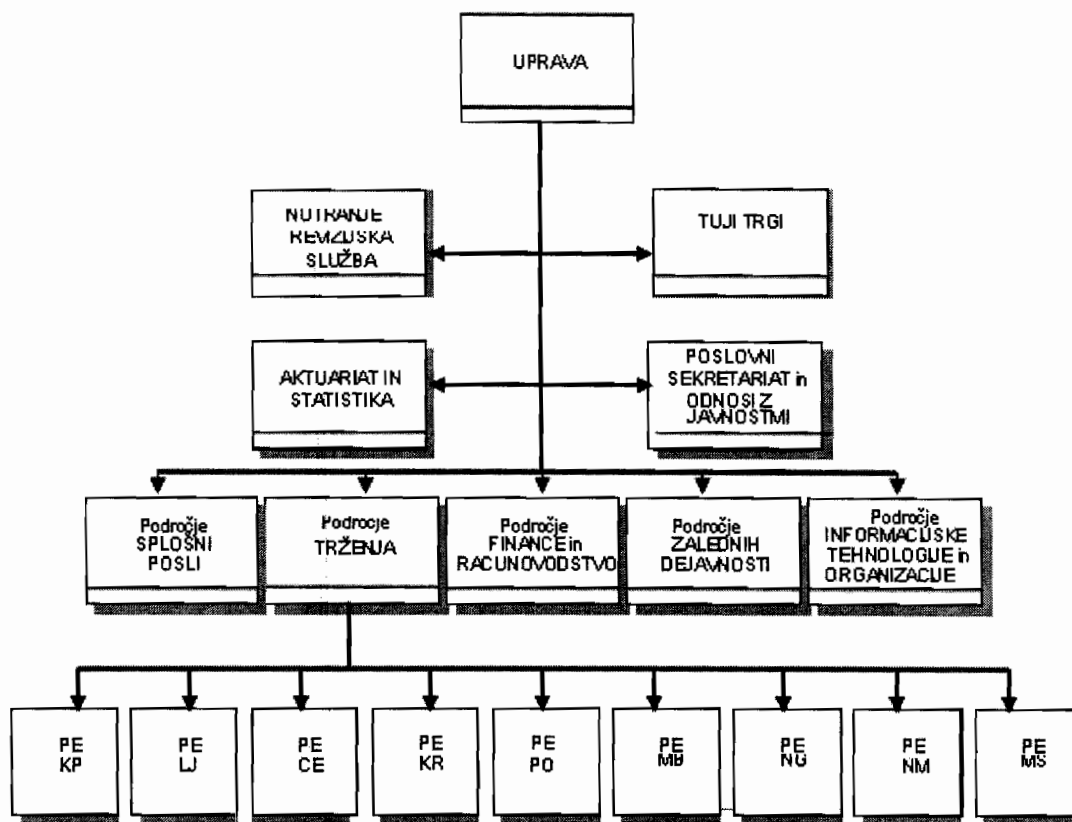 UPRAVA
NOTRANJE
REVIZIJSKA
SLUŽBA
TUJI TRGI
AKTUARIAT IN
STATISTIKA
POSLOVNI
SEKRETARIAT in
ODNOSI Z
JAVNOSTMI
Področje
SPLOŠNI
POSLI
Področje
TRŽENJA
Področje
FINANCE in
RAČUNOVODSTVO
Področje
ZALEDNIH
DEJAVNOSTI
Področje
INFORMACIJSKE
TEHNOLOGIJE in
ORGANIZACIJE
PE
KP
PE
LJ
PE
CE
PE
KR
PE
PO
PE
MB
PE
NG
PE
NM
PE
MS